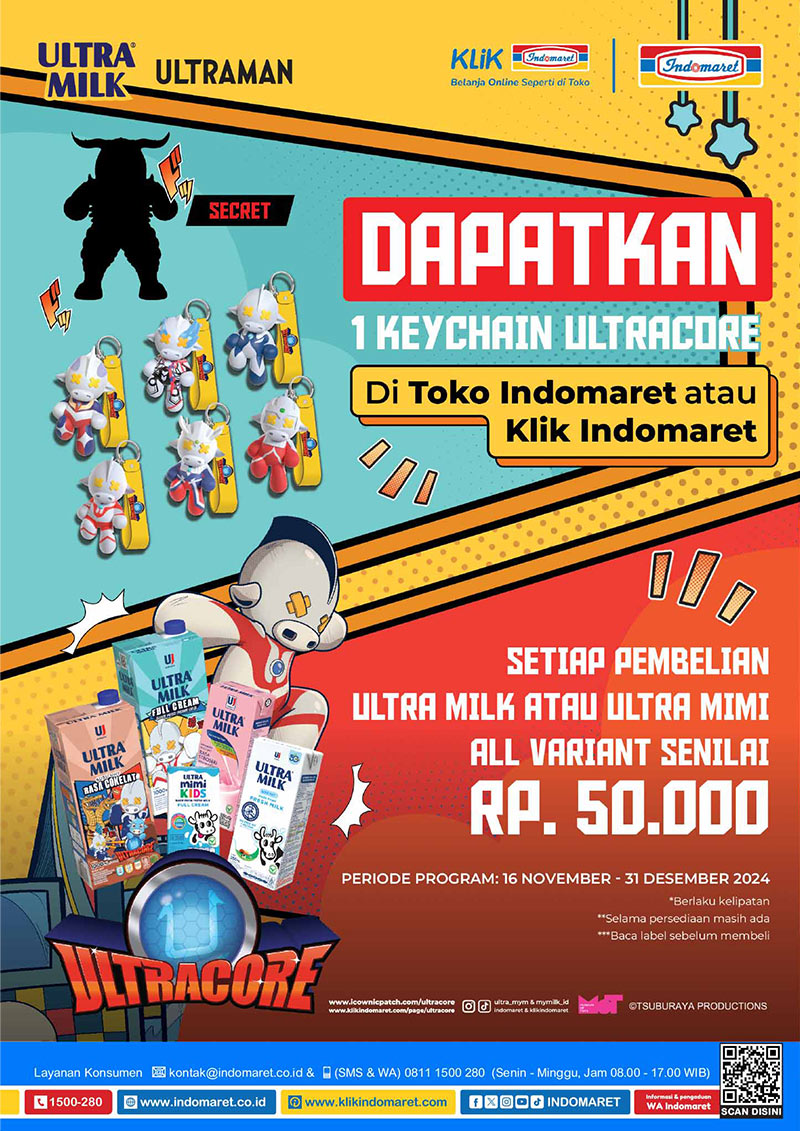 ULTRA MILK
ULTRAMAN
KLiK Indomaret
Belanja Online Seperti di Toko
Indomaret
SECRET
DAPATKAN
1 KEYCHAIN ULTRACORE
Di Toko Indomaret atau
Klik Indomaret
SETIAP PEMBELIAN
ULTRA MILK ATAU ULTRA MIMI
ALL VARIANT SENILAI
RP. 50.000
ULTRA MILK
FULL CREAM
ULTRA MILK
RASA COKELAT
ULTRACORE
ULTRA MILK
ULTRA mimi KIDS
FULL CREAM
ULTRA MILK
FRESH MILK
PERIODE PROGRAM: 16 NOVEMBER - 31 DESEMBER 2024
*Berlaku kelipatan
**Selama persediaan masih ada
***Baca label sebelum membeli
ULTRACORE
www.icownicpatch.com/ultracore
www.klikindomaret.com/page/ultracore
ultra_mym & mymilk_id
indomaret & klikindomaret
©TSUBURAYA PRODUCTIONS
Layanan Konsumen kontak@indomaret.co.id & (SMS & WA) 0811 1500 280 (Senin - Minggu, Jam 08.00 - 17.00 WIB)
1500-280
www.indomaret.co.id
www.klikindomaret.com
INDOMARET
Informasi & pengaduan
WA Indomaret
SCAN DISINI